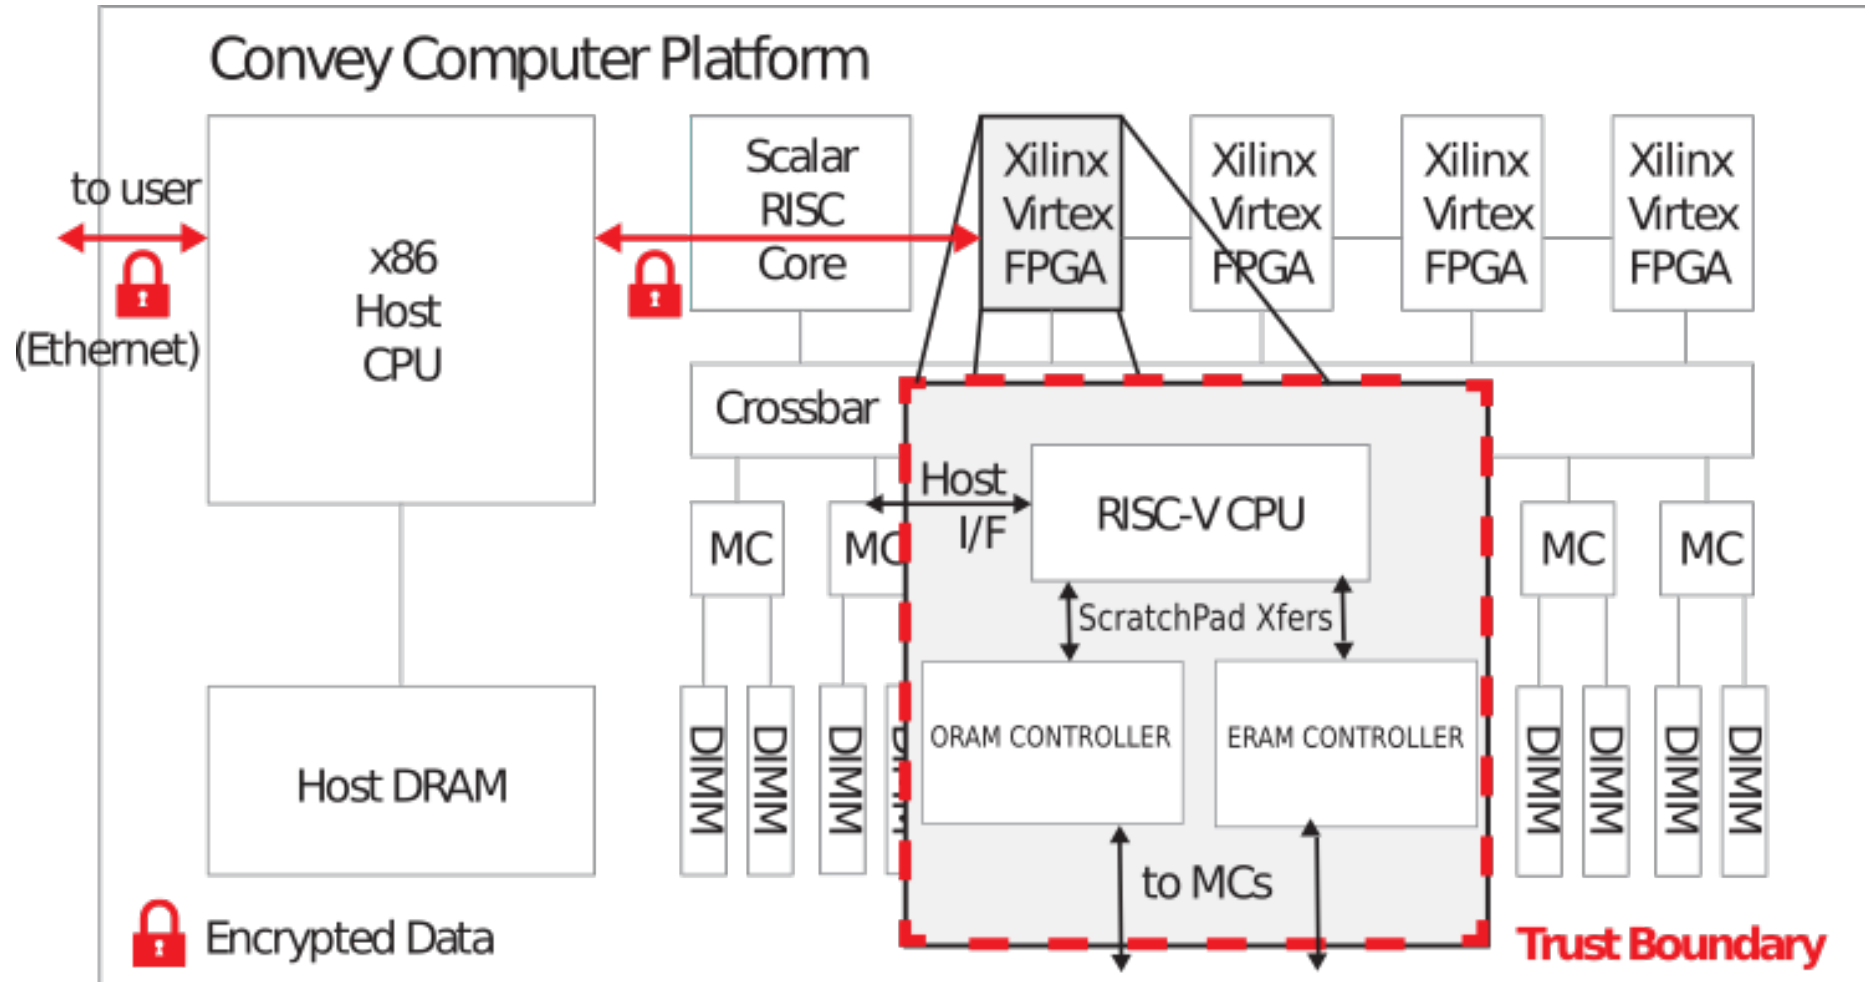 Convey Computer Platform
to user
(Ethernet)
x86
Host
CPU
Scalar
RISC
Core
Xilinx
Virtex
FPGA
Xilinx
Virtex
FPGA
Xilinx
Virtex
FPGA
Xilinx
Virtex
FPGA
Crossbar
Host
I/F
RISC-V CPU
MC
MC
MC
MC
ScratchPad Xfers
ORAM CONTROLLER
ERAM CONTROLLER
DIMM
DIMM
DIMM
DIMM
DIMM
DIMM
DIMM
Host DRAM
to MCs
Encrypted Data
Trust Boundary